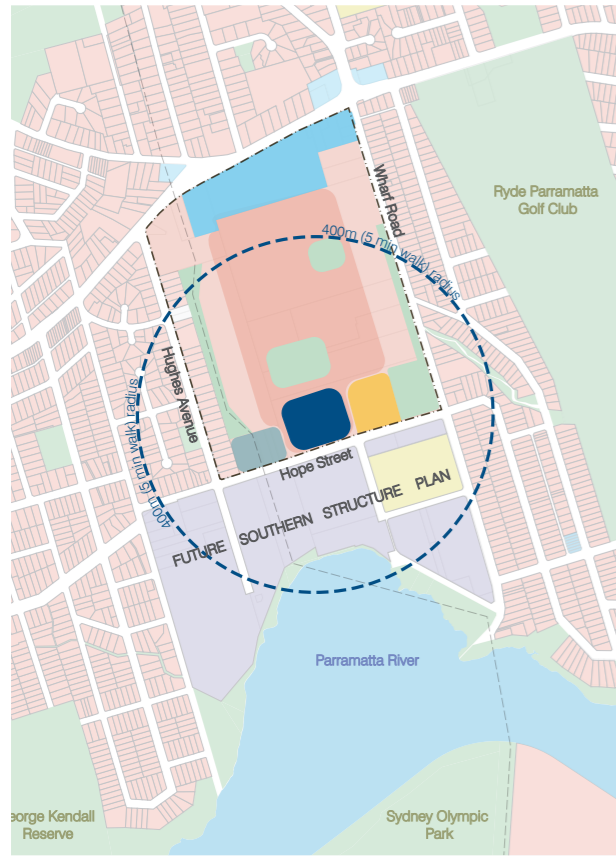 Ryde Parramatta
Golf Club
Wharf Road
400m (5 min walk) radius
Hughes Avenue
400m (5 min walk) radius
Hope Street
FUTURE SOUTHERN STRUCTURE PLAN
Parramatta River
eorge Kendall
Reserve
Sydney Olympic
Park